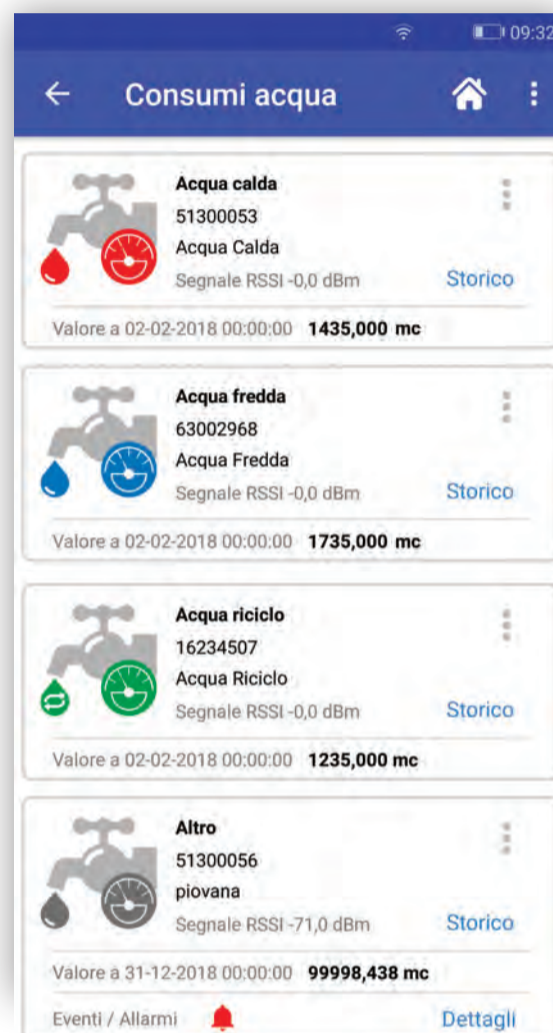 09:32
Consumi acqua
Acqua calda
51300053
Acqua Calda
Segnale RSSI -0,0 dBm Storico
Valore a 02-02-2018 00:00:00 1435,000 mc
Acqua fredda
63002968
Acqua Fredda
Segnale RSSI -0,0 dBm Storico
Valore a 02-02-2018 00:00:00 1735,000 mc
Acqua riciclo
16234507
Acqua Riciclo
Segnale RSSI -0,0 dBm Storico
Valore a 02-02-2018 00:00:00 1235,000 mc
Altro
51300056
piovana
Segnale RSSI -71,0 dBm Storico
Valore a 31-12-2018 00:00:00 99998,438 mc
Eventi / Allarmi Dettagli